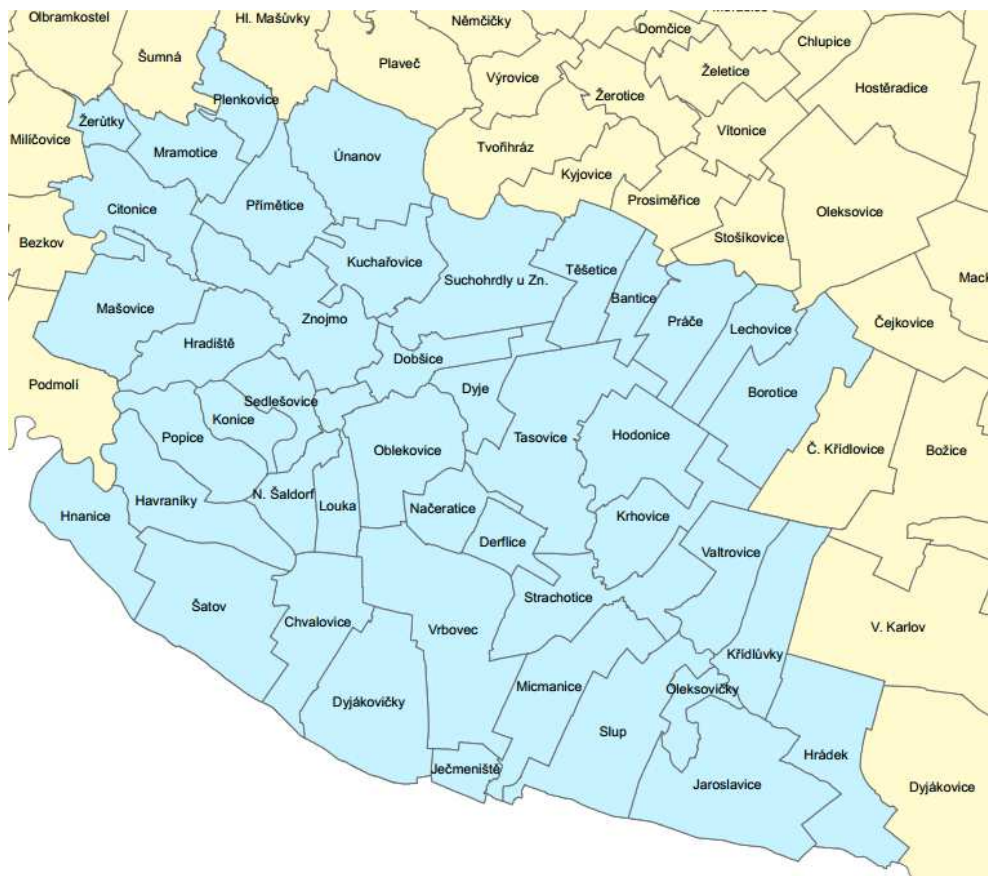 Olbramkostel
Hl. Mašůvky
Němčičky
Domčice
Chlupice
Šumná
Plaveč
Výrovice
Želetice
Hostěradice
Plenkovice
Žerotice
Žerůtky
Milíčovice
Mramotice
Únanov
Tvořihráz
Vítonice
Kyjovice
Citonice
Přímětice
Prosiměřice
Oleksovice
Stošíkovice
Bezkov
Kuchařovice
Suchohrdly u Zn.
Těšetice
Mack
Bantice
Mašovice
Znojmo
Práče
Lechovice
Čejkovice
Hradiště
Dobšice
Podmolí
Dyje
Borotice
Sedlešovice
Konice
Popice
Oblekovice
Tasovice
Hodonice
Č. Křídlovice
Božice
Hnanice
Havraníky
N. Šaldorf
Louka
Načeratice
Krhovice
Derflice
Valtrovice
Šatov
Chvalovice
Strachotice
Vrbovec
V. Karlov
Křídlůvky
Dyjákovičky
Micmanice
Oleksovičky
Slup
Hrádek
Ječmeniště
Jaroslavice
Dyjákovice